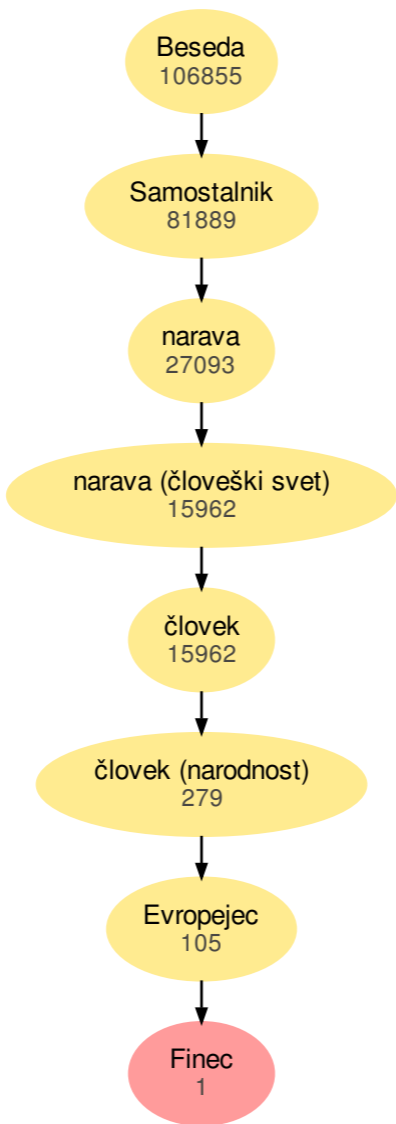 Beseda
106855
Samostalnik
81889
narava
27093
narava (človeški svet)
15962
človek
15962
človek (narodnost)
279
Evropejec
105
Finec
1